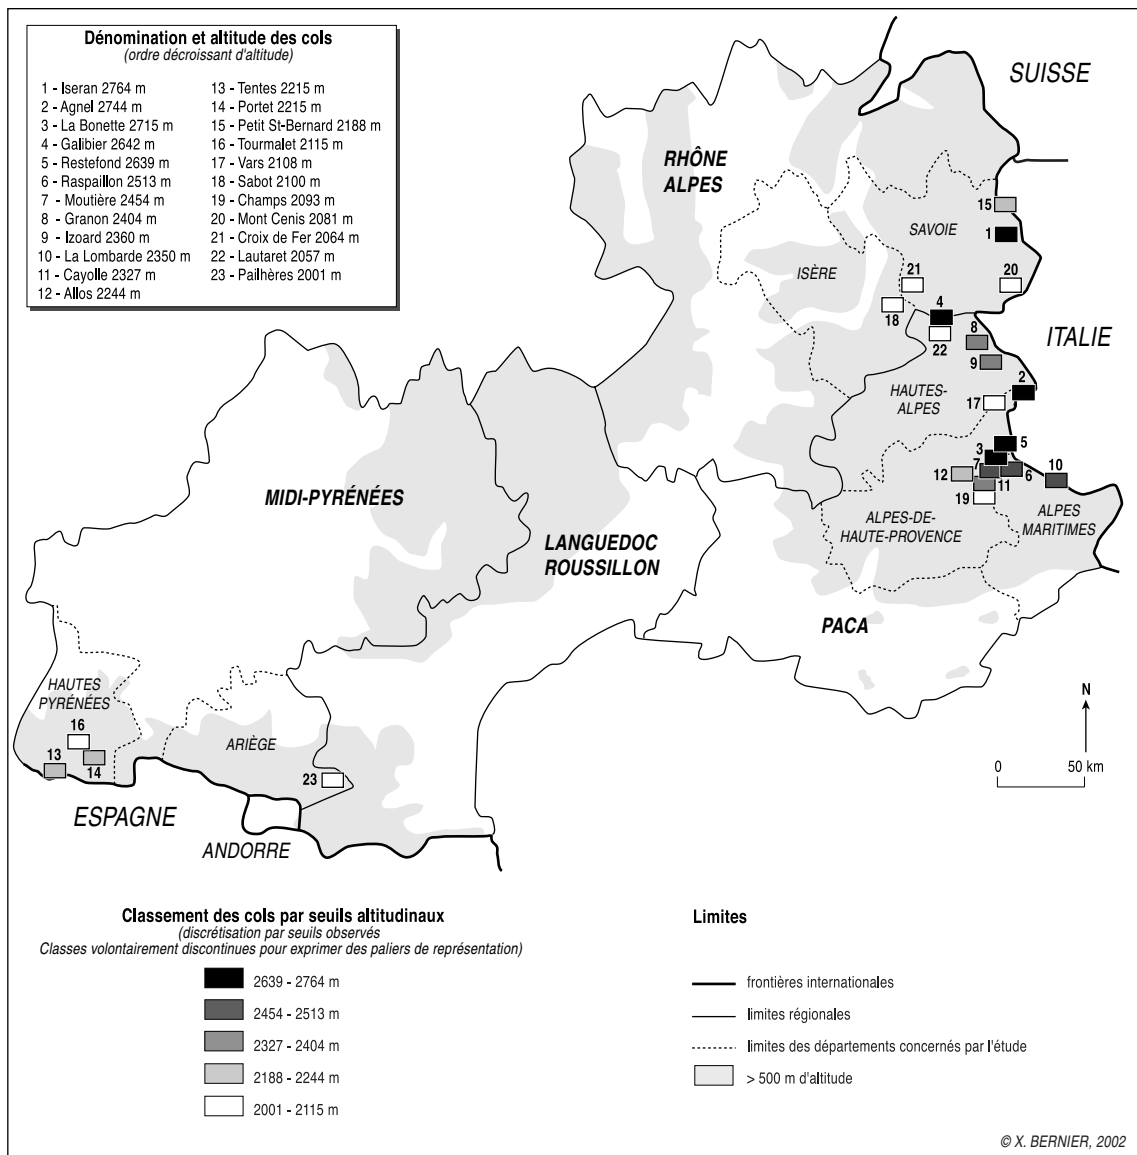 Dénomination et altitude des cols
(ordre décroissant d'altitude)
1 - Iseran 2764 m
2 - Agnel 2744 m
3 - La Bonette 2715 m
4 - Galibier 2642 m
5 - Restefond 2639 m
6 - Raspaillon 2513 m
7 - Moutière 2454 m
8 - Granon 2404 m
9 - Izoard 2360 m
10 - La Lombarde 2350 m
11 - Cayolle 2327 m
12 - Allos 2244 m
13 - Tentes 2215 m
14 - Portet 2215 m
15 - Petit St-Bernard 2188 m
16 - Tourmalet 2115 m
17 - Vars 2108 m
18 - Sabot 2100 m
19 - Champs 2093 m
20 - Mont Cenis 2081 m
21 - Croix de Fer 2064 m
22 - Lautaret 2057 m
23 - Pailhères 2001 m
SUISSE
RHÔNE
ALPES
15
SAVOIE
1
ISÈRE
21
20
18
4
22
8
ITALIE
9
2
HAUTES-
ALPES
17
5
3
12
7
6
10
11
19
MIDI-PYRÉNÉES
ALPES-DE-
HAUTE-PROVENCE
ALPES
MARITIMES
LANGUEDOC
ROUSSILLON
PACA
HAUTES
PYRÉNÉES
16
13
14
ARIÈGE
23
N
0 50 km
ESPAGNE
ANDORRE
Classement des cols par seuils altitudinaux
(discrétisation par seuils observés
Classes volontairement discontinues pour exprimer des paliers de représentation)
2639 - 2764 m
2454 - 2513 m
2327 - 2404 m
2188 - 2244 m
2001 - 2115 m
Limites
frontières internationales
limites régionales
limites des départements concernés par l'étude
> 500 m d'altitude
© X. BERNIER, 2002